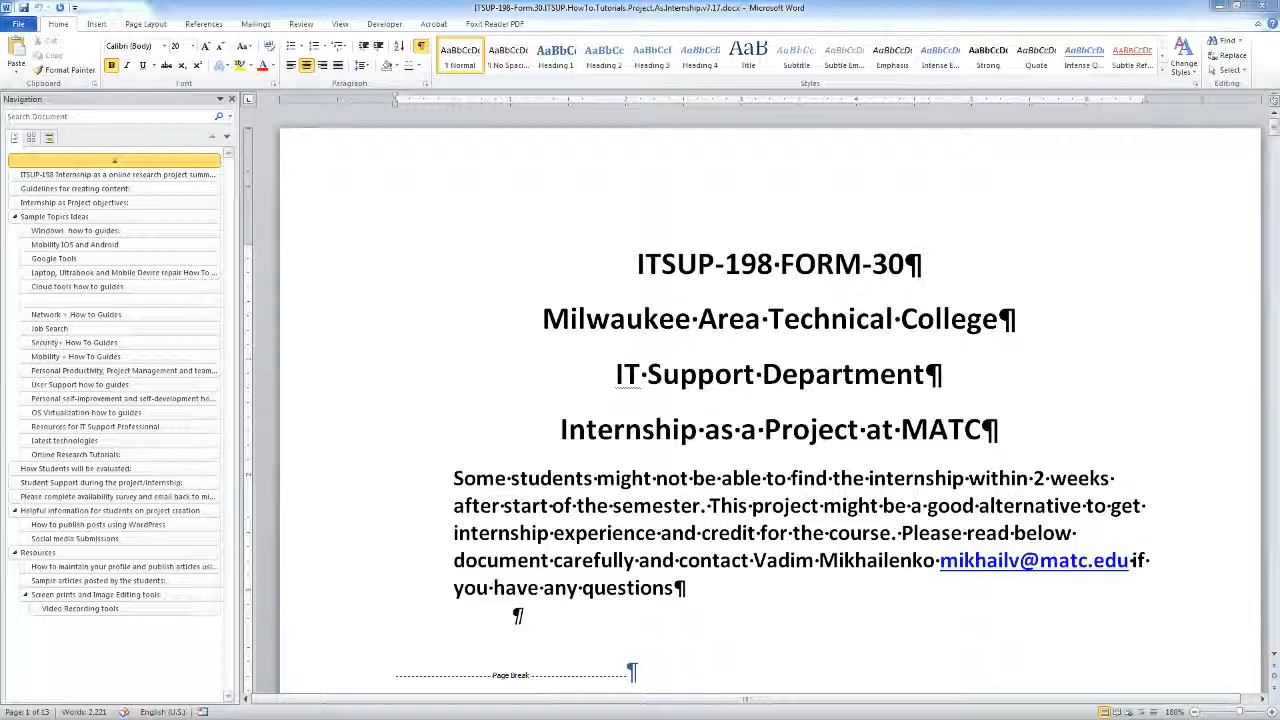 ITSUP-198-Form.30.ITSUP.How.To.Tutorials.Project.As.Internship.v7.17.docx - Microsoft Word
File Home Insert Page Layout References Mailings Review View Developer Acrobat Foxit Reader PDF
Cut
Copy
Format Painter
Paste
Clipboard
Calibri (Body) 20
Font
Paragraph
AaBbCcDc AaBbCcDc AaBbC AaBbCc AaBbCcI AaBbCcD AaB AaBbCc. AaBbCcDc AaBbCcDc AaBbCcDc AaBbCcDc AaBbCcDc AaBbCcDc AaBbCcDc
¶ Normal ¶ No Spaci... Heading 1 Heading 2 Heading 3 Heading 4 Title Subtitle Subtle Em... Emphasis Intense E... Strong Quote Intense Q... Subtle Ref...
Styles
Change Styles
Find
Replace
Select
Editing
Navigation
Search Document
ITSUP-198 Internship as a online research project summ...
Guidelines for creating content:
Internship as Project objectives:
Sample Topics Ideas
Windows how to guides:
Mobility IOS and Android
Google Tools
Laptop, Ultrabook and Mobile Device repair How To ...
Cloud tools how to guides
Network + How to Guides
Job Search
Security+ How To Guides
Mobility + How To Guides
Personal Productivity, Project Management and team...
User Support how to guides
Personal self-improvement and self-development ho...
OS Virtualization how to guides
Resources for IT Support Professional
Latest technologies
Online Research Tutorials:
How Students will be evaluated:
Student Support during the project/internship:
Please complete availability survey and email back to mi...
Helpful information for students on project creation
How to publish posts using WordPress
Social media Submissions
Resources
How to maintain your profile and publish articles usi...
Sample articles posted by the students:
Screen prints and Image Editing tools
Video Recording tools
ITSUP-198·FORM-30¶
Milwaukee·Area·Technical·College¶
IT·Support·Department¶
Internship·as·a·Project·at·MATC¶
Some·students·might·not·be·able·to·find·the·internship·within·2·weeks·
after·start·of·the·semester.·This·project·might·be·a·good·alternative·to·get·
internship·experience·and·credit·for·the·course.·Please·read·below·
document·carefully·and·contact·Vadim·Mikhailenko·mikhailv@matc.edu·if·
you·have·any·questions¶
¶
Page Break ¶
Page: 1 of 13 Words: 2,221 English (U.S.) 180%